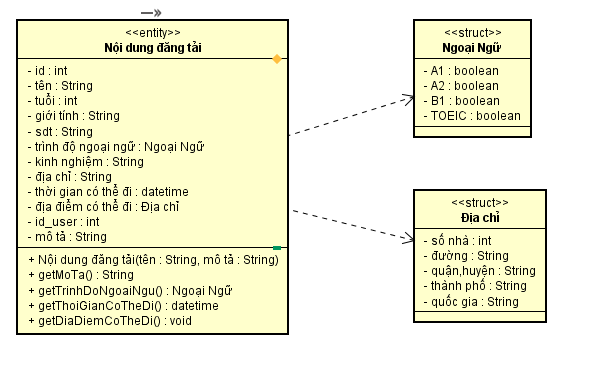 <<entity>>
Nội dung đăng tải
- id : int
- tên : String
- tuổi : int
- giới tính : String
- sdt : String
- trình độ ngoại ngữ : Ngoại Ngữ
- kinh nghiệm : String
- địa chỉ : String
- thời gian có thể đi : datetime
- địa điểm có thể đi : Địa chỉ
- id_user : int
- mô tả : String
+ Nội dung đăng tải(tên : String, mô tả : String)
+ getMoTa() : String
+ getTrinhDoNgoaiNgu() : Ngoại Ngữ
+ getThoiGianCoTheDi() : datetime
+ getDiaDiemCoTheDi() : void
<<struct>>
Ngoại Ngữ
- A1 : boolean
- A2 : boolean
- B1 : boolean
- TOEIC : boolean
<<struct>>
Địa chỉ
- số nhà : int
- đường : String
- quận,huyện : String
- thành phố : String
- quốc gia : String